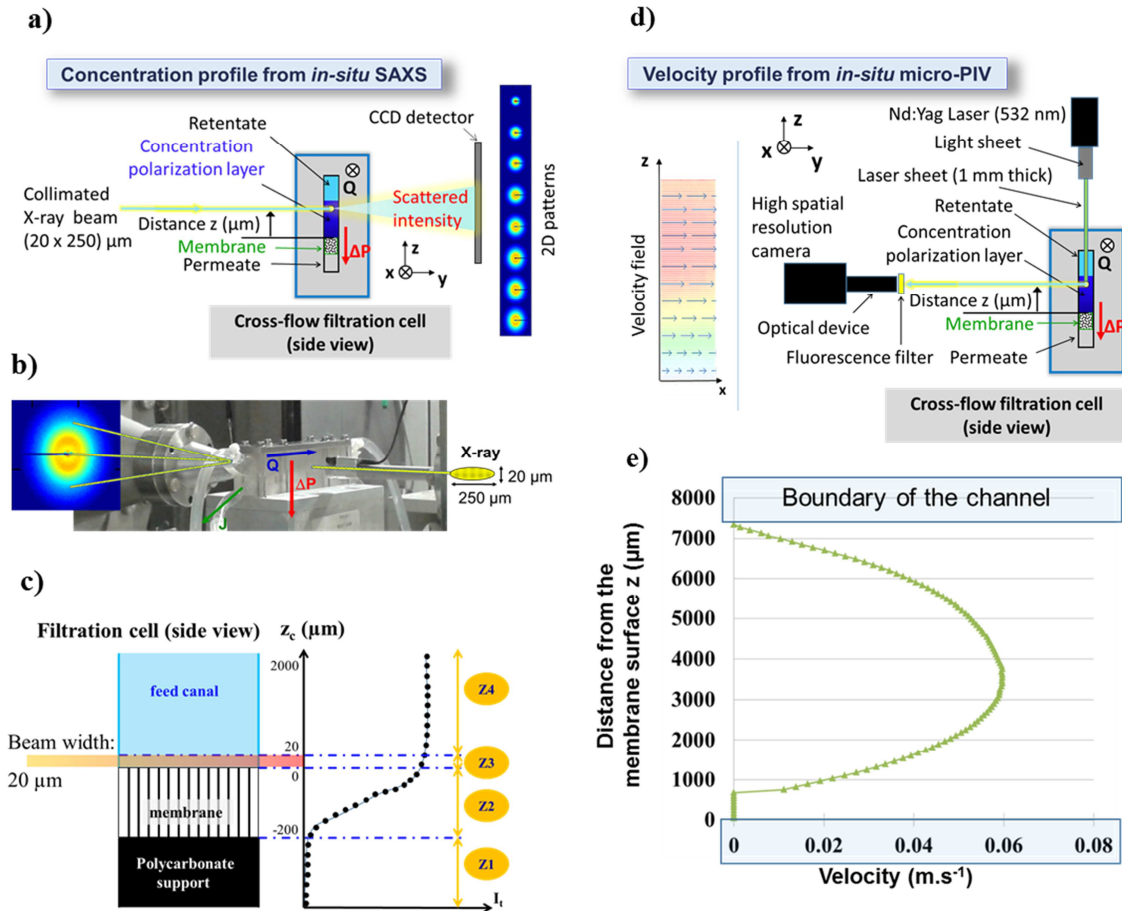 a)
Concentration profile from in-situ SAXS
Retentate
Concentration
polarization layer
CCD detector
Q
Collimated
X-ray beam
(20 x 250) µm
Distance z (µm)
Membrane
Permeate
ΔP
Scattered
intensity
z
x
y
2D patterns
Cross-flow filtration cell
(side view)
b)
Q
ΔP
J
X-ray
20 µm
250 µm
c)
Filtration cell (side view)
z_c (µm)
2000
feed canal
Z4
Beam width:
20 µm
20
0
Z3
membrane
Z2
-200
Polycarbonate
support
Z1
I_t
d)
Velocity profile from in-situ micro-PIV
z
x
y
Nd:Yag Laser (532 nm)
Light sheet
Laser sheet (1 mm thick)
Retentate
Concentration
polarization layer
Q
z
Velocity field
x
High spatial
resolution
camera
Optical device
Fluorescence filter
Distance z (µm)
Membrane
Permeate
ΔP
Cross-flow filtration cell
(side view)
e)
Boundary of the channel
Distance from the
membrane surface z (µm)
8000
7000
6000
5000
4000
3000
2000
1000
0
0 0.02 0.04 0.06 0.08
Velocity (m.s⁻¹)